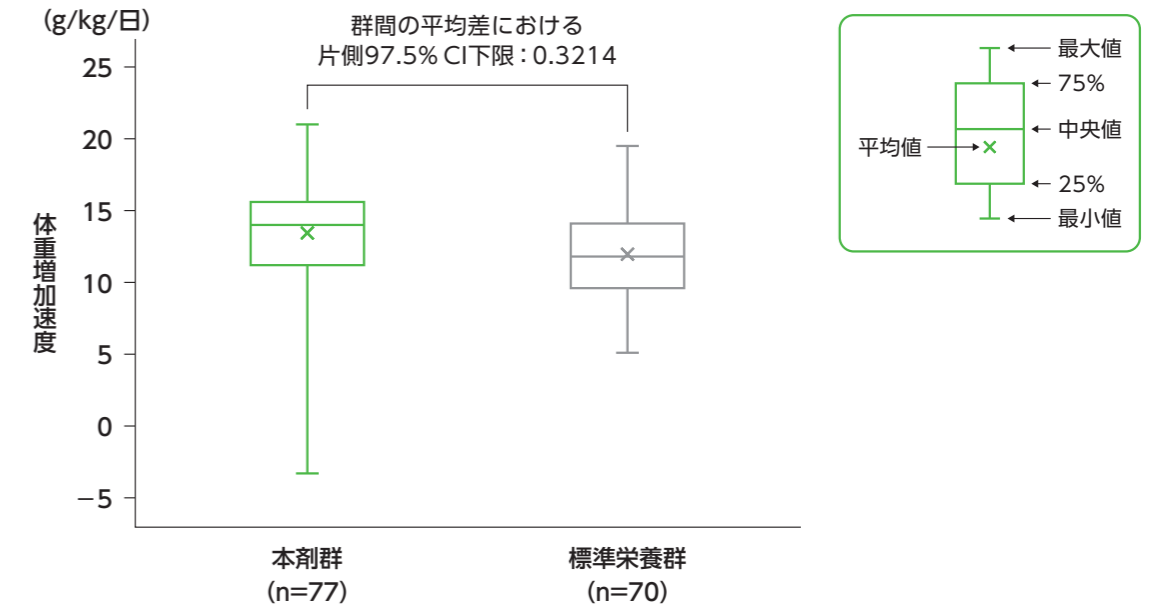 (g/kg/日)
群間の平均差における
片側97.5% CI下限：0.3214
体重増加速度
25
20
15
10
5
0
−5
本剤群
(n=77)
標準栄養群
(n=70)
最大値
75%
中央値
平均値
25%
最小値